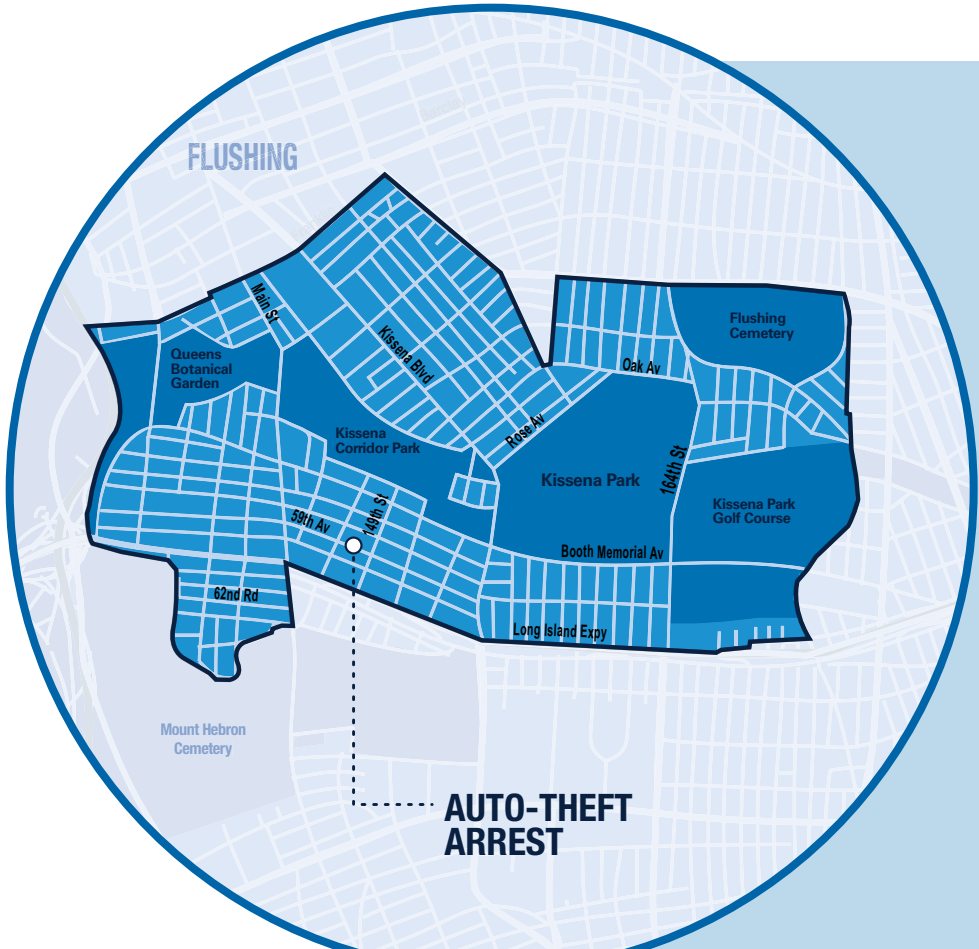 FLUSHING
Main St
Kissena Blvd
Queens
Botanical
Garden
Flushing
Cemetery
Oak Av
Rose Av
Kissena
Corridor Park
Kissena Park
164th St
Kissena Park
Golf Course
59th Av
149th St
Booth Memorial Av
62nd Rd
Long Island Expy
Mount Hebron
Cemetery
AUTO-THEFT
ARREST